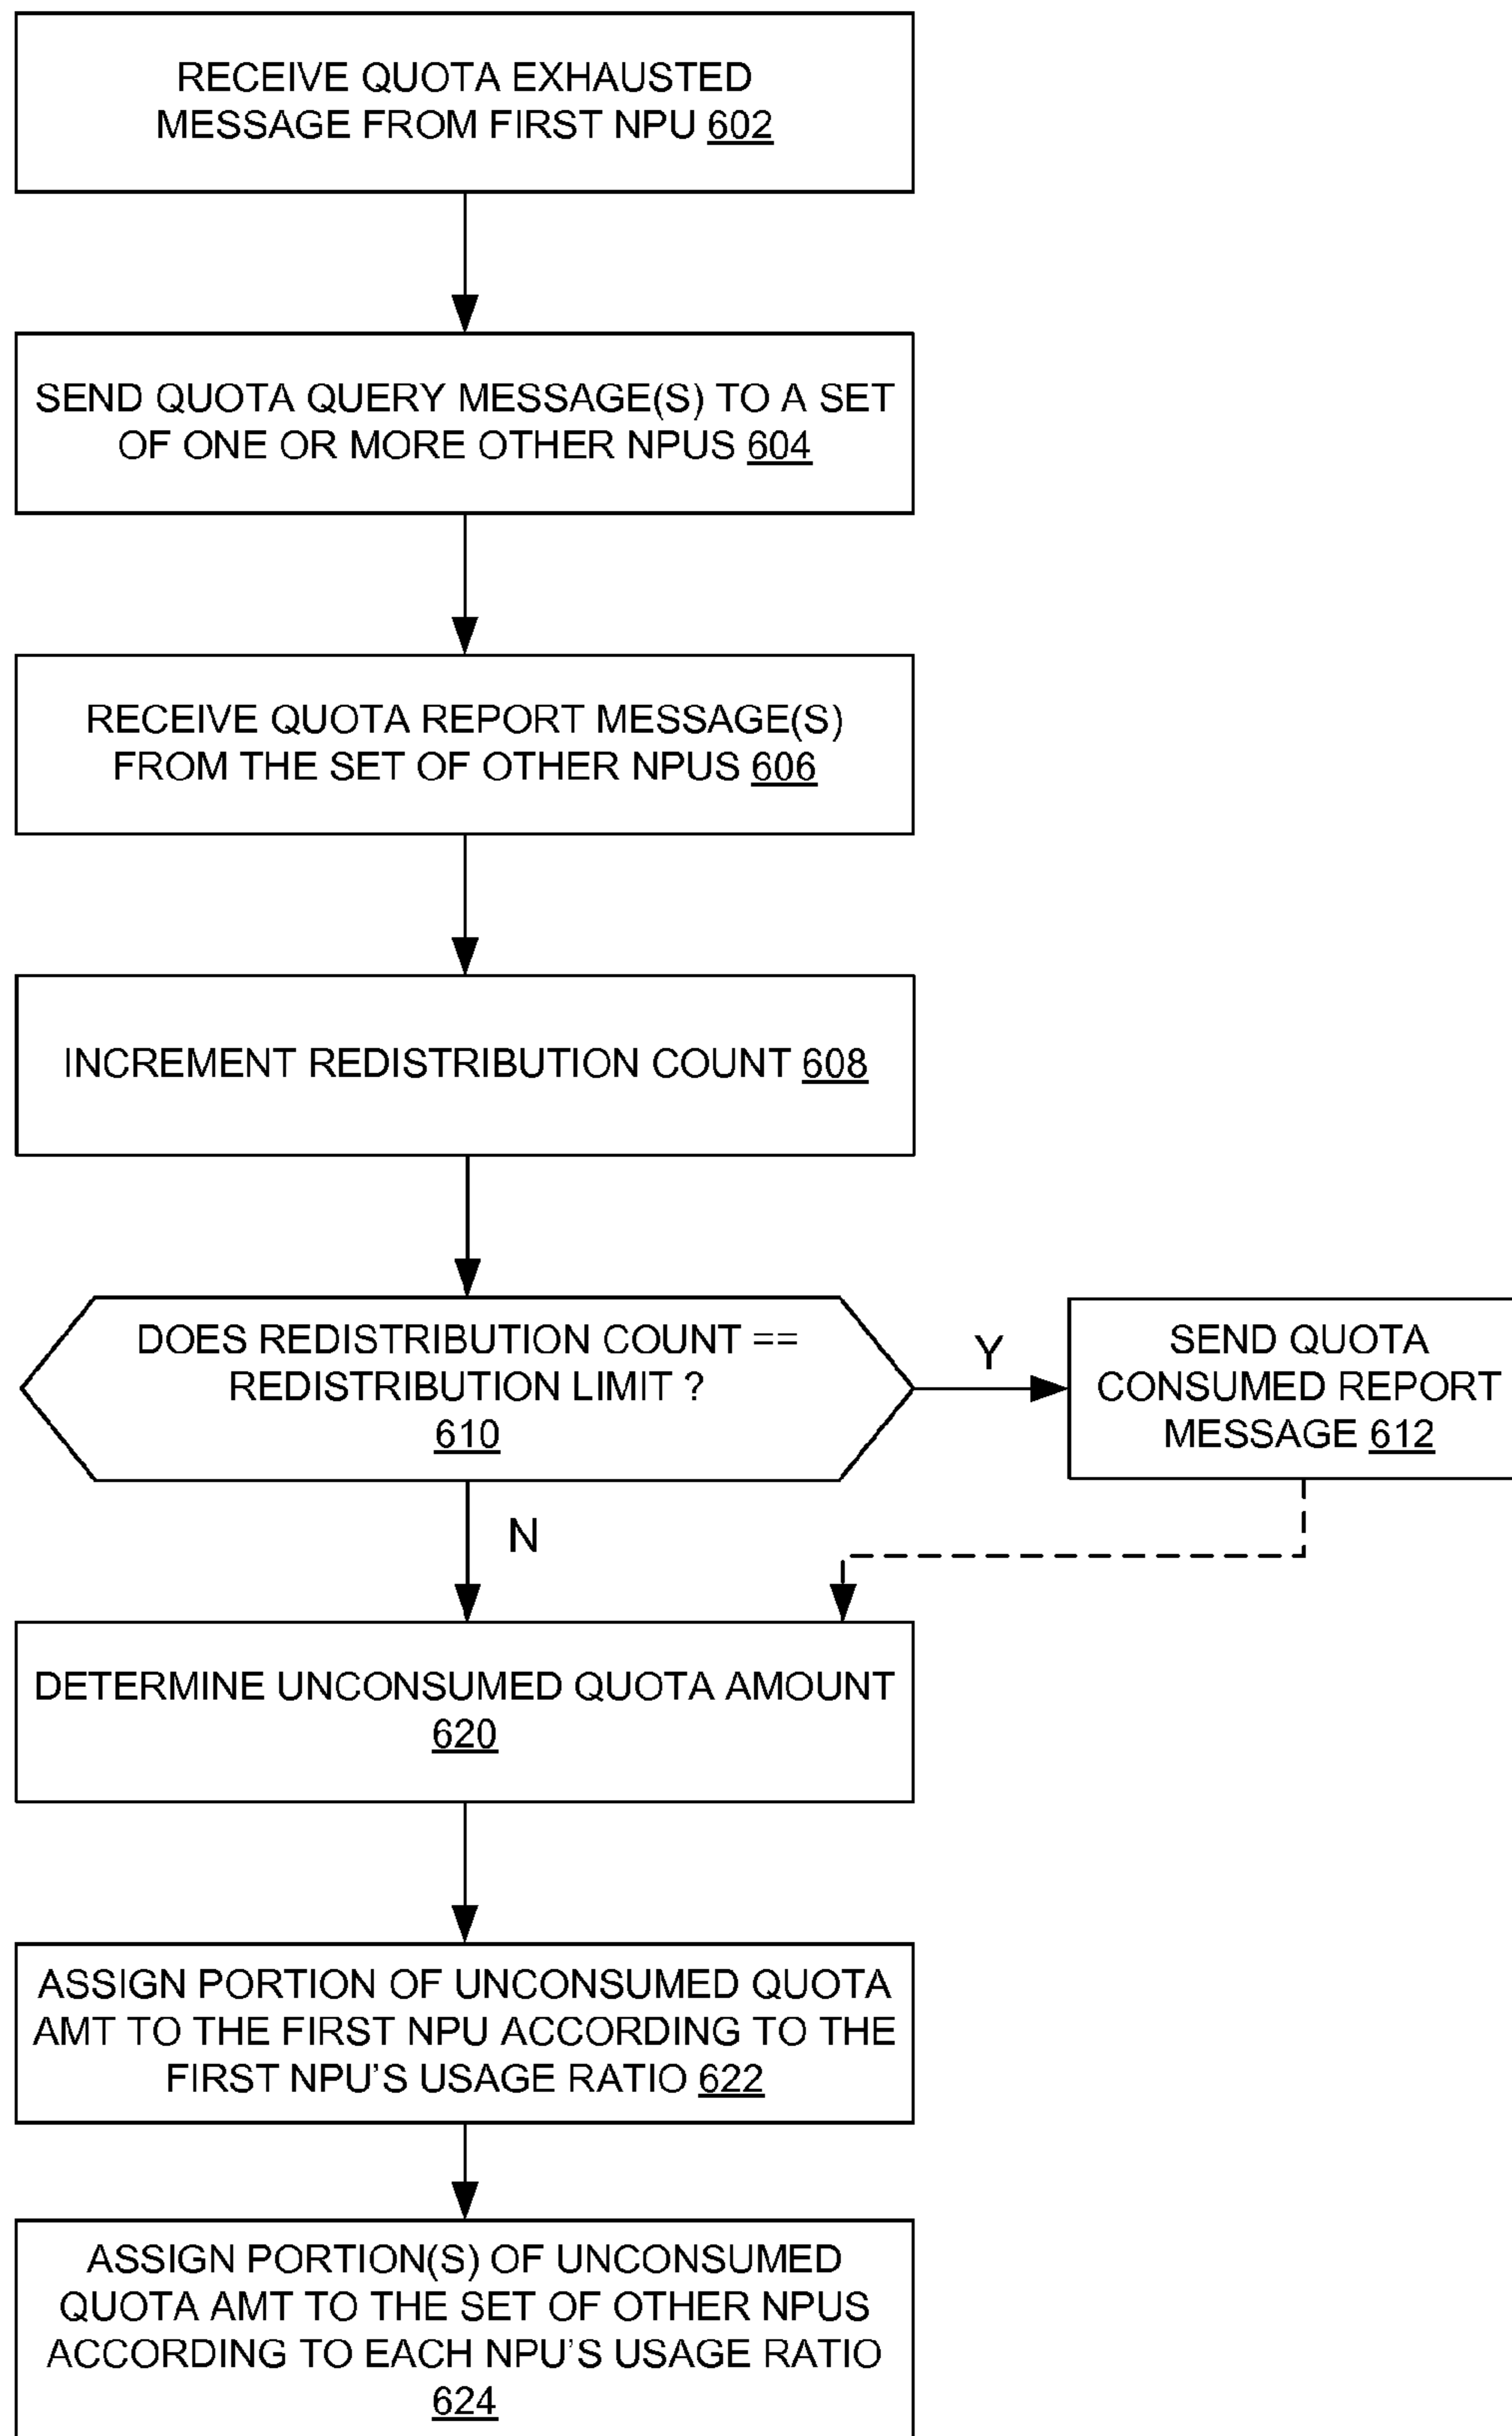 RECEIVE QUOTA EXHAUSTED
MESSAGE FROM FIRST NPU 602
SEND QUOTA QUERY MESSAGE(S) TO A SET
OF ONE OR MORE OTHER NPUS 604
RECEIVE QUOTA REPORT MESSAGE(S)
FROM THE SET OF OTHER NPUS 606
INCREMENT REDISTRIBUTION COUNT 608
DOES REDISTRIBUTION COUNT ==
REDISTRIBUTION LIMIT ?
610
Y
SEND QUOTA
CONSUMED REPORT
MESSAGE 612
N
DETERMINE UNCONSUMED QUOTA AMOUNT
620
ASSIGN PORTION OF UNCONSUMED QUOTA
AMT TO THE FIRST NPU ACCORDING TO THE
FIRST NPU'S USAGE RATIO 622
ASSIGN PORTION(S) OF UNCONSUMED
QUOTA AMT TO THE SET OF OTHER NPUS
ACCORDING TO EACH NPU'S USAGE RATIO
624